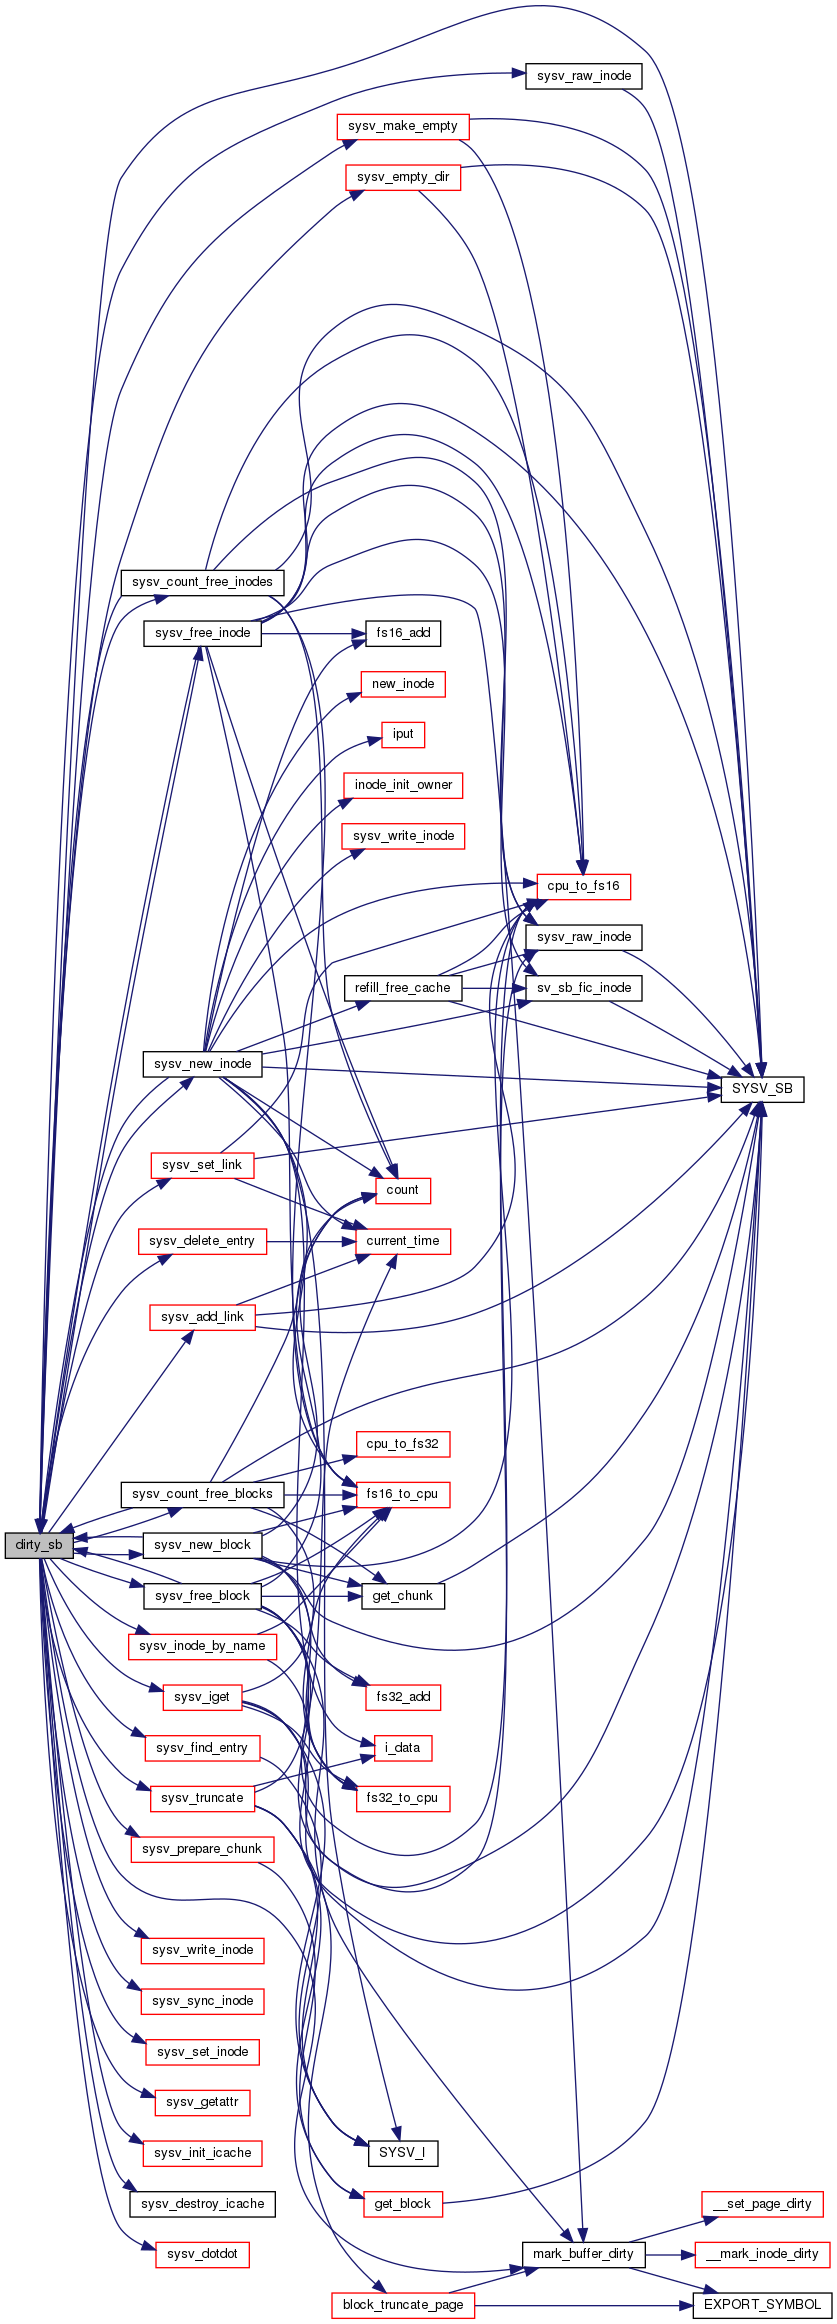 sysv_raw_inode
sysv_make_empty
sysv_empty_dir
sysv_count_free_inodes
sysv_free_inode
fs16_add
new_inode
iput
inode_init_owner
sysv_write_inode
cpu_to_fs16
sysv_raw_inode
refill_free_cache
sv_sb_fic_inode
sysv_new_inode
SYSV_SB
sysv_set_link
count
sysv_delete_entry
current_time
sysv_add_link
cpu_to_fs32
sysv_count_free_blocks
fs16_to_cpu
dirty_sb
sysv_new_block
sysv_free_block
get_chunk
sysv_inode_by_name
sysv_iget
fs32_add
sysv_find_entry
i_data
sysv_truncate
fs32_to_cpu
sysv_prepare_chunk
sysv_write_inode
sysv_sync_inode
sysv_set_inode
sysv_getattr
sysv_init_icache
SYSV_I
sysv_destroy_icache
get_block
__set_page_dirty
sysv_dotdot
mark_buffer_dirty
__mark_inode_dirty
block_truncate_page
EXPORT_SYMBOL